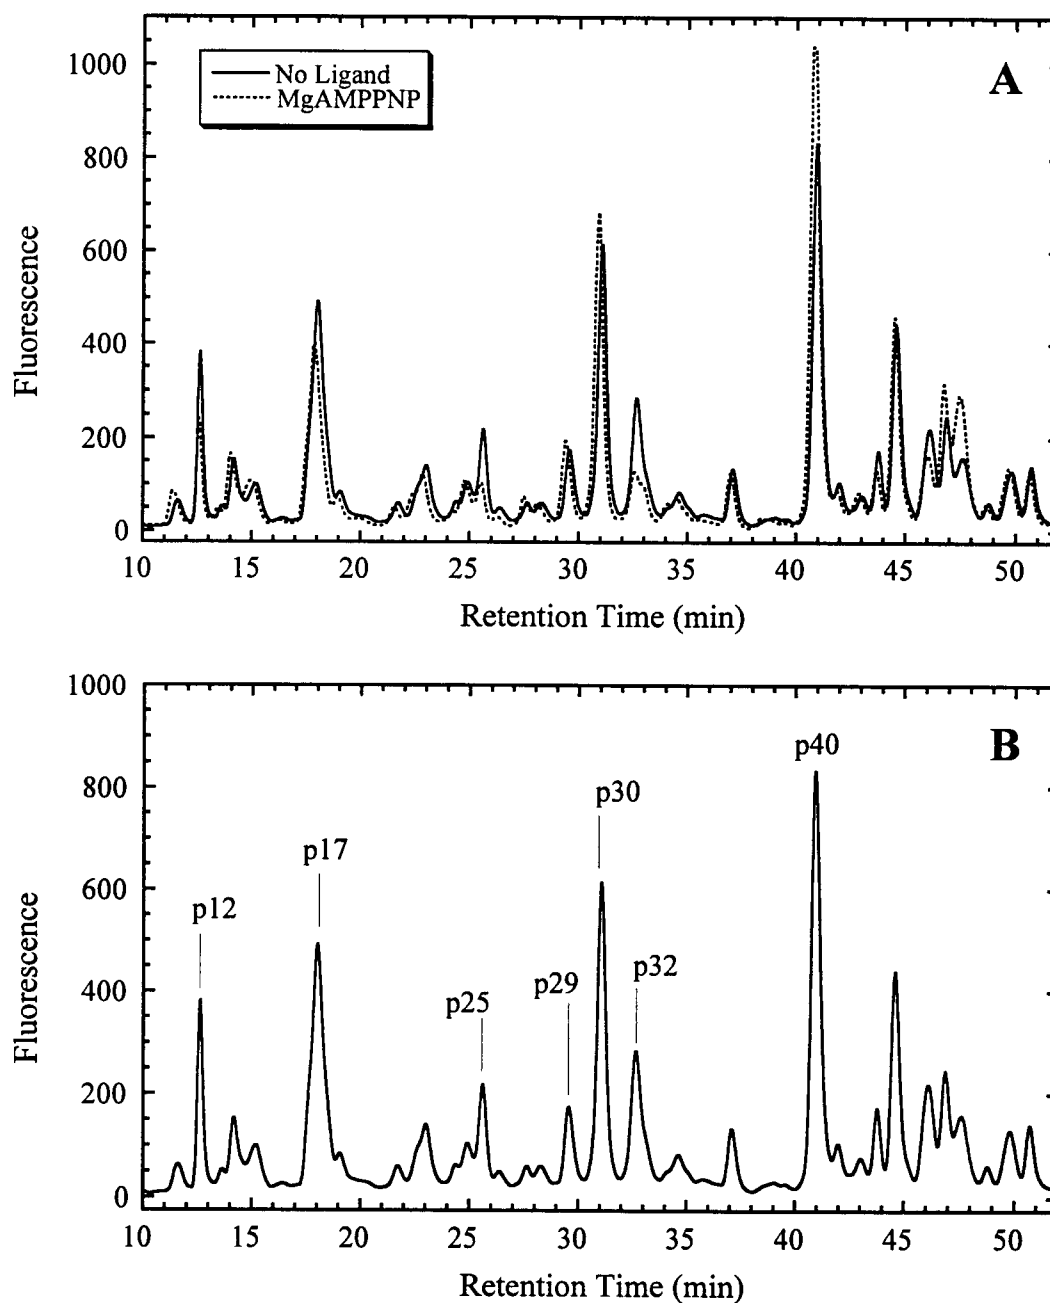 A
No Ligand
MgAMPPNP
1000
800
600
400
200
0
Fluorescence
10 15 20 25 30 35 40 45 50
Retention Time (min)
B
1000
800
600
400
200
0
Fluorescence
p12
p17
p25
p29
p30
p32
p40
10 15 20 25 30 35 40 45 50
Retention Time (min)